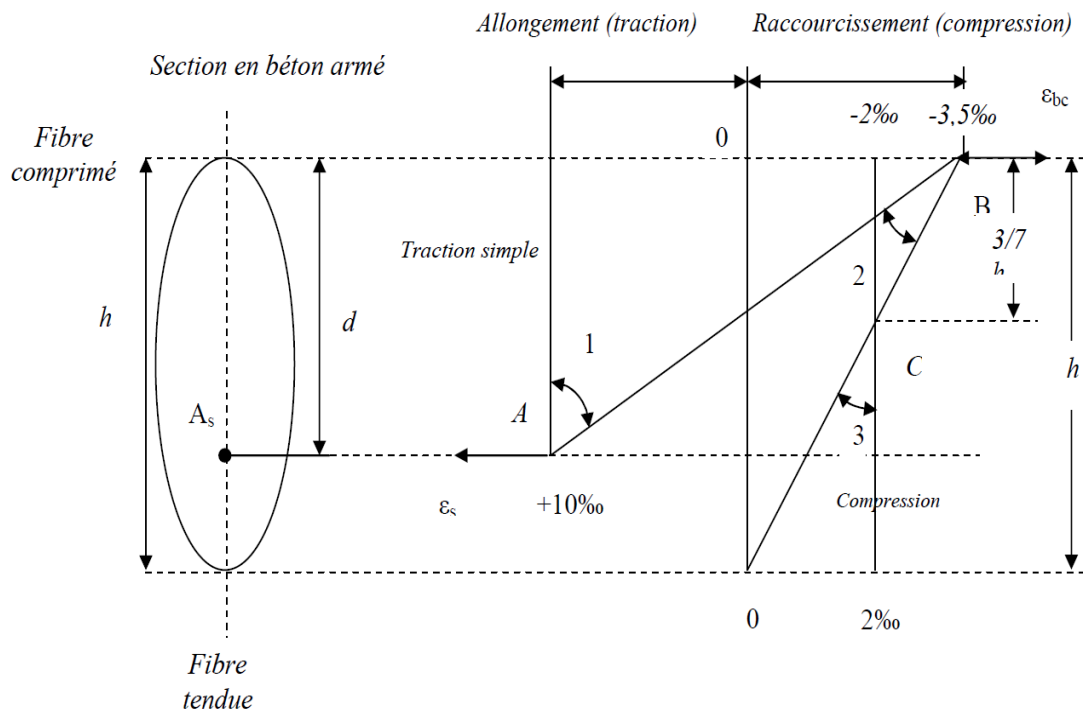 Allongement (traction)
Raccourcissement (compression)
Section en béton armé
εbc
-2‰
-3,5‰
Fibre
comprimé
0
B
3/7
Traction simple
2
h
d
1
C
h
As
A
3
εs
+10‰
Compression
0
2‰
Fibre
tendue